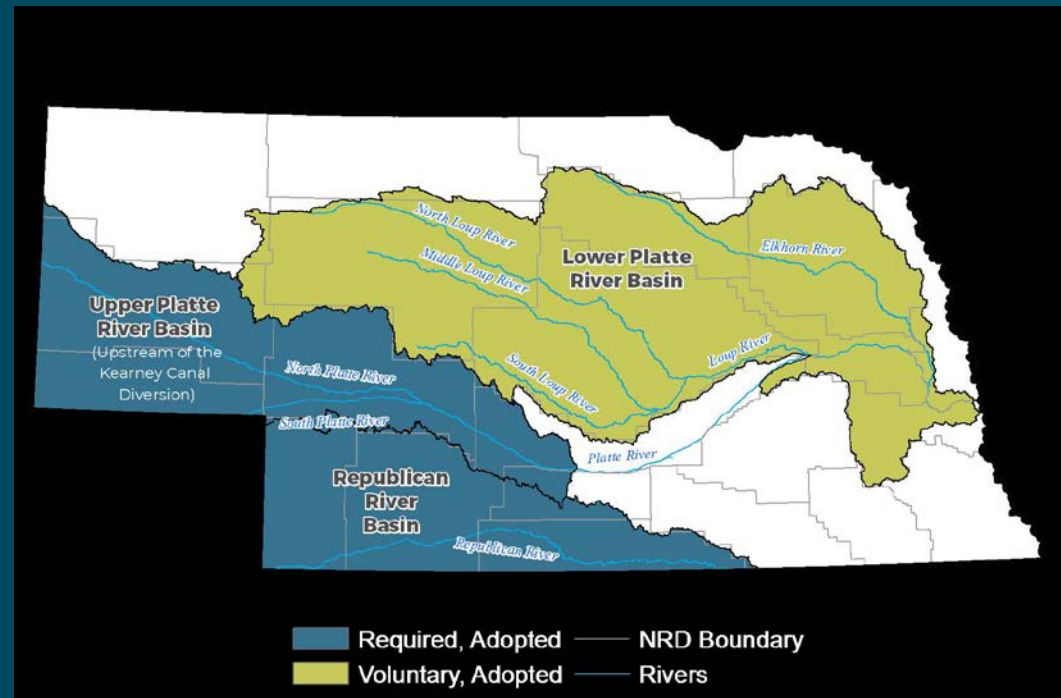 North Loup River
Middle Loup River
Lower Platte
River Basin
Elkhorn River
Upper Platte
River Basin
(Upstream of the
Kearney Canal
Diversion)
North Platte River
South Platte River
South Loup River
Loup River
Platte River
Republican
River
Basin
Republican River
Required, Adopted
NRD Boundary
Voluntary, Adopted
Rivers